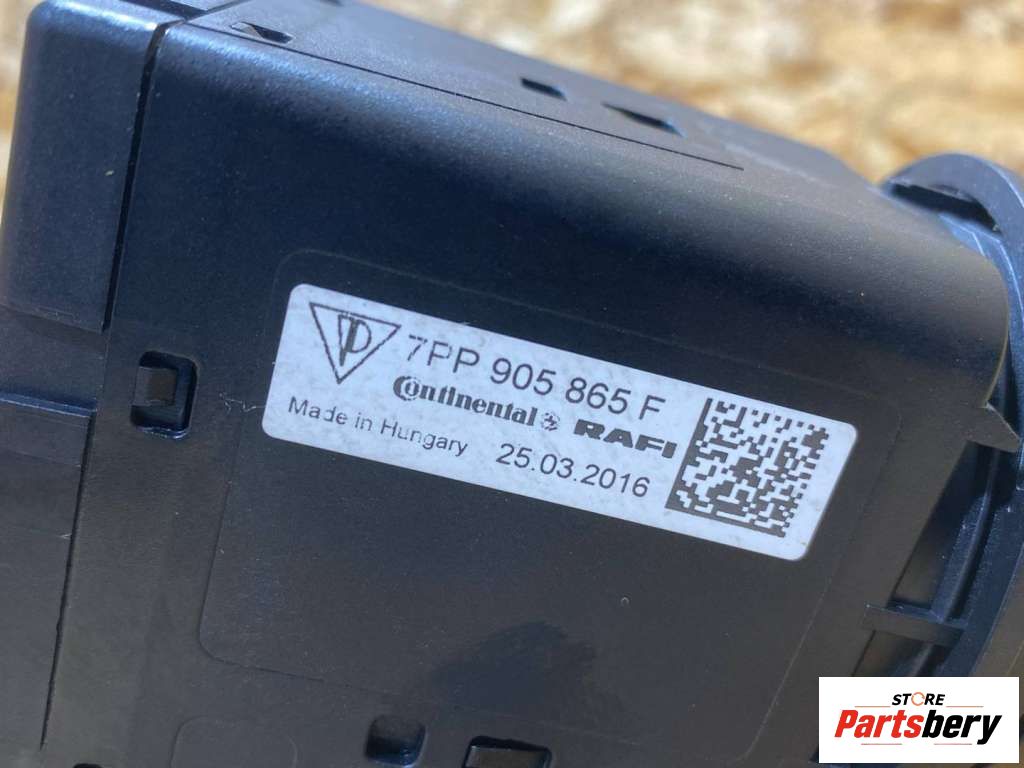 7PP 905 865 F
Continental RAFI
Made in Hungary 25.03.2016
STORE
Partsbery